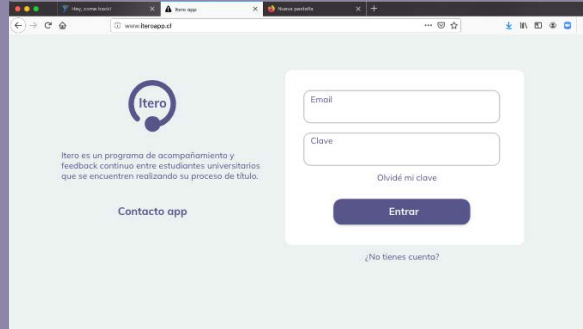 Hey, come back!
Itero app
Nueva pestaña
www.iteroapp.cl
Itero
Itero es un programa de acompañamiento y
feedback continuo entre estudiantes universitarios
que se encuentren realizando su proceso de título.
Contacto app
Email
Clave
Olvidé mi clave
Entrar
¿No tienes cuenta?